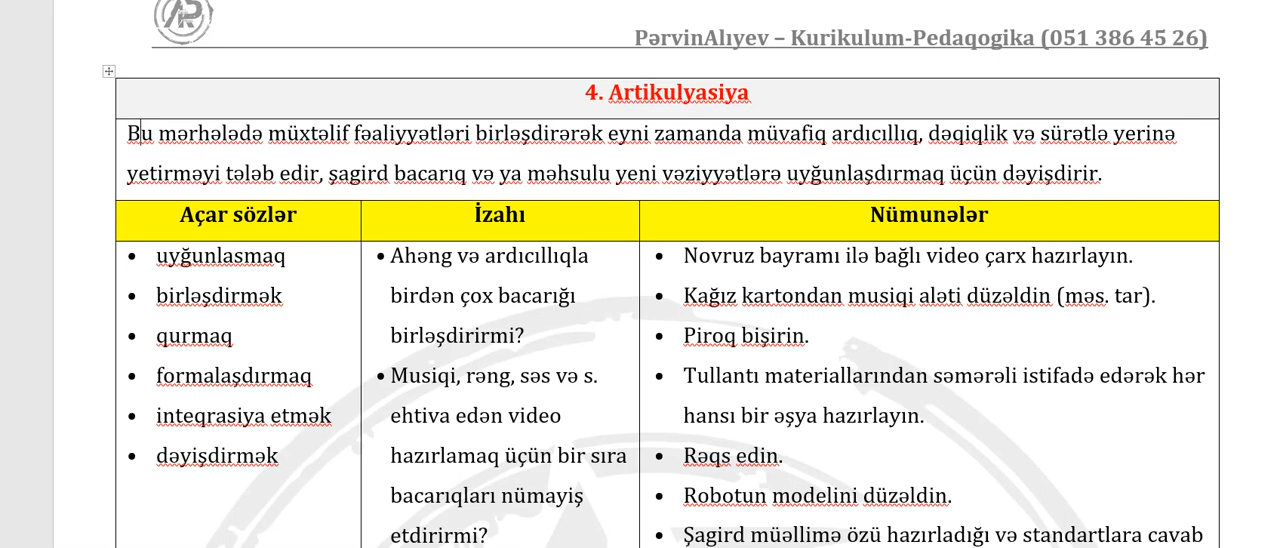 PərvinAlıyev – Kurikulum-Pedaqogika (051 386 45 26)
4. Artikulyasiya
Bu mərhələdə müxtəlif fəaliyyətləri birləşdirərək eyni zamanda müvafiq ardıcıllıq, dəqiqlik və sürətlə yerinə
yetirməyi tələb edir, şagird bacarıq və ya məhsulu yeni vəziyyətlərə uyğunlaşdırmaq üçün dəyişdirir.
Açar sözlər
İzahı
Nümunələr
• uyğunlasmaq
• birləşdirmək
• qurmaq
• formalaşdırmaq
• inteqrasiya etmək
• dəyişdirmək
• Ahəng və ardıcıllıqla
birdən çox bacarığı
birləşdirirmi?
• Musiqi, rəng, səs və s.
ehtiva edən video
hazırlamaq üçün bir sıra
bacarıqları nümayiş
etdirirmi?
• Novruz bayramı ilə bağlı video çarx hazırlayın.
• Kağız kartondan musiqi aləti düzəldin (məs. tar).
• Piroq bişirin.
• Tullantı materiallarından səmərəli istifadə edərək hər
hansı bir əşya hazırlayın.
• Rəqs edin.
• Robotun modelini düzəldin.
• Şagird müəllimə özü hazırladığı və standartlara cavab